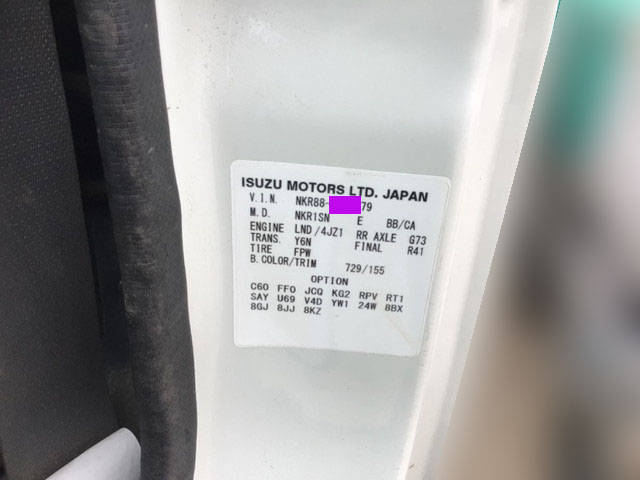 ISUZU MOTORS LTD. JAPAN
V.I.N. NKR88- 79
M.D. NKR1SN E BB/CA
ENGINE LND/4JZ1 RR AXLE G73
TRANS. Y6N FINAL R41
TIRE FPW
B.COLOR/TRIM 729/155
OPTION
C60 FF0 JCQ KG2 RPV RT1
SAY U69 V4D YW1 24W 8BX
8GJ 8JJ 8KZ